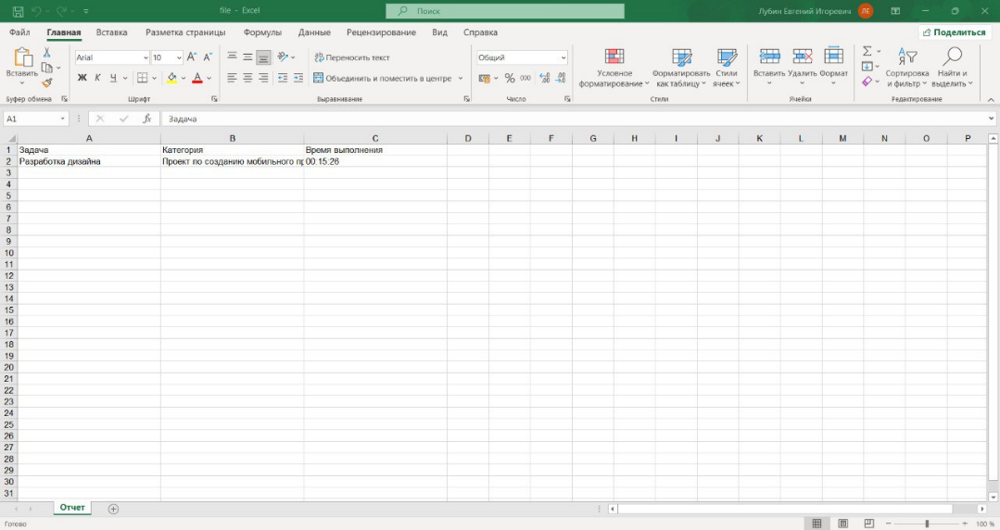 file - Excel
Поиск
Лубин Евгений Игоревич
ЛЕ
Файл Главная Вставка Разметка страницы Формулы Данные Рецензирование Вид Справка
Поделиться
Вставить
Буфер обмена
Arial 10
Ж К Ч
Шрифт
Переносить текст
Объединить и поместить в центре
Выравнивание
Общий
% 000
Число
Условное форматирование
Форматировать как таблицу
Стили ячеек
Стили
Вставить Удалить Формат
Ячейки
Сортировка и фильтр
Найти и выделить
Редактирование
A1 fx Задача
A B C D E F G H I J K L M N O P
1 Задача Категория Время выполнения
2 Разработка дизайна Проект по созданию мобильного пр 00:15:26
3
4
5
6
7
8
9
10
11
12
13
14
15
16
17
18
19
20
21
22
23
24
25
26
27
28
29
30
31
Отчет
Готово
100 %